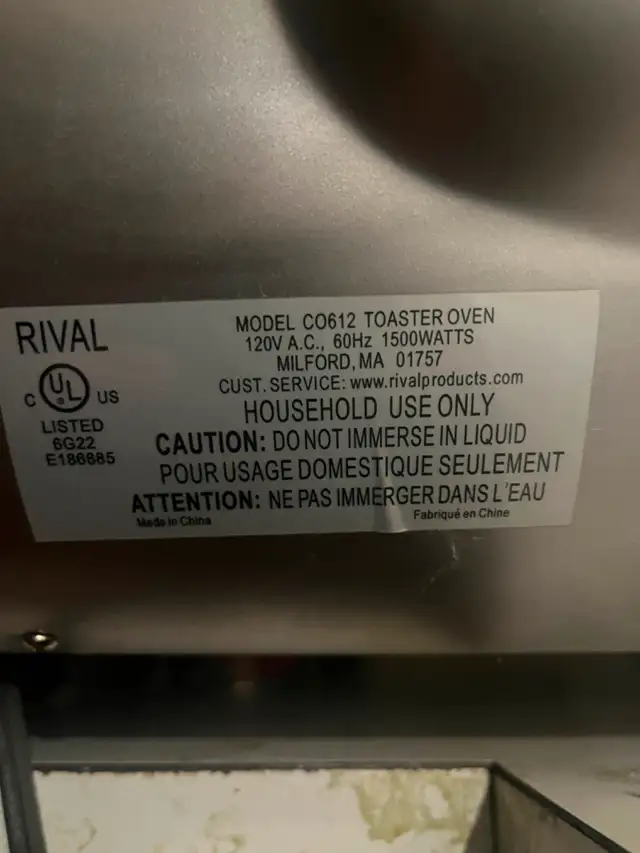 RIVAL
C UL ® US
LISTED
6G22
E186885
MODEL CO612 TOASTER OVEN
120V A.C., 60Hz 1500WATTS
MILFORD, MA 01757
CUST. SERVICE: www.rivalproducts.com
HOUSEHOLD USE ONLY
CAUTION: DO NOT IMMERSE IN LIQUID
POUR USAGE DOMESTIQUE SEULEMENT
ATTENTION: NE PAS IMMERGER DANS L'EAU
Made in China
Fabriqué en Chine